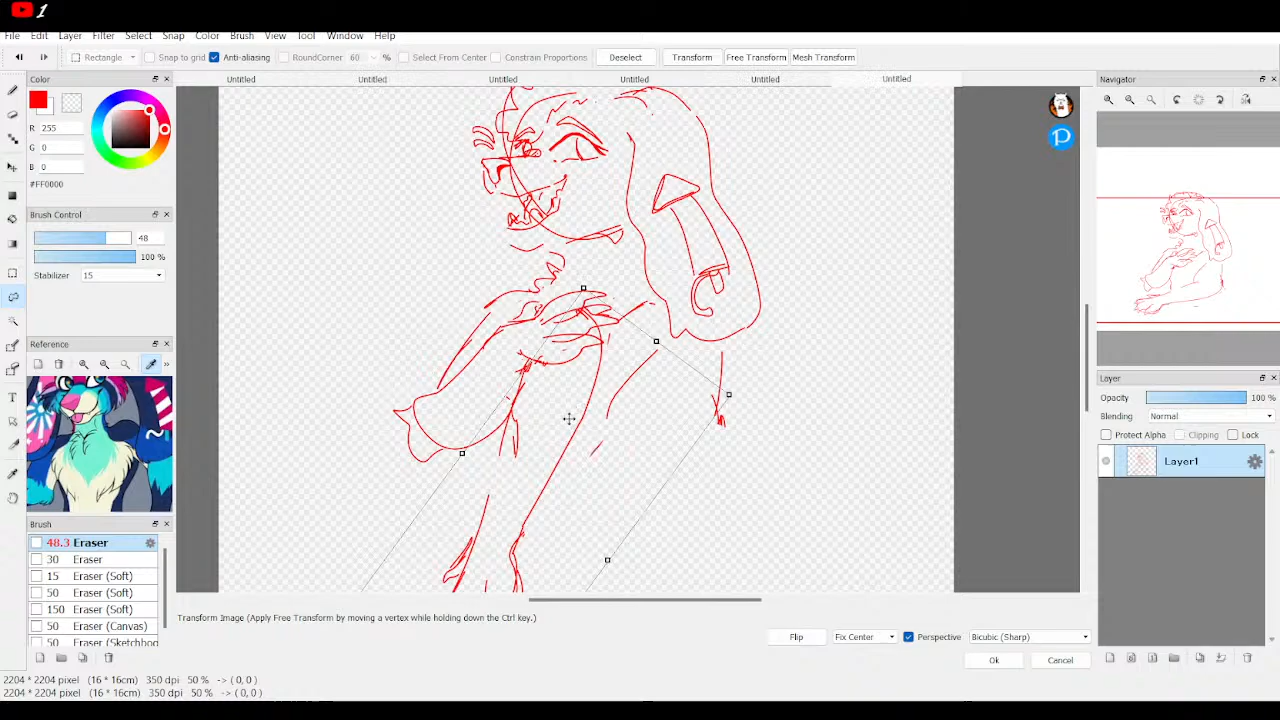 1
File Edit Layer Filter Select Snap Color Brush View Tool Window Help
Rectangle Snap to grid Anti-aliasing RoundCorner 60 % Select From Center Constrain Proportions Deselect Transform Free Transform Mesh Transform
Color
Untitled Untitled Untitled Untitled Untitled Untitled
Navigator
R 255
G 0
B 0
#FF0000
Brush Control
48
100 %
Stabilizer 15
Reference
Layer
Opacity 100 %
Blending Normal
Protect Alpha Clipping Lock
Layer1
Brush
48.3 Eraser
30 Eraser
15 Eraser (Soft)
50 Eraser (Soft)
150 Eraser (Soft)
50 Eraser (Canvas)
50 Eraser (Sketchboo
Transform Image (Apply Free Transform by moving a vertex while holding down the Ctrl key.)
Flip Fix Center Perspective Bicubic (Sharp)
Ok Cancel
2204 * 2204 pixel (16 * 16cm) 350 dpi 50 % -> ( 0, 0 )
2204 * 2204 pixel (16 * 16cm) 350 dpi 50 % -> ( 0, 0 )